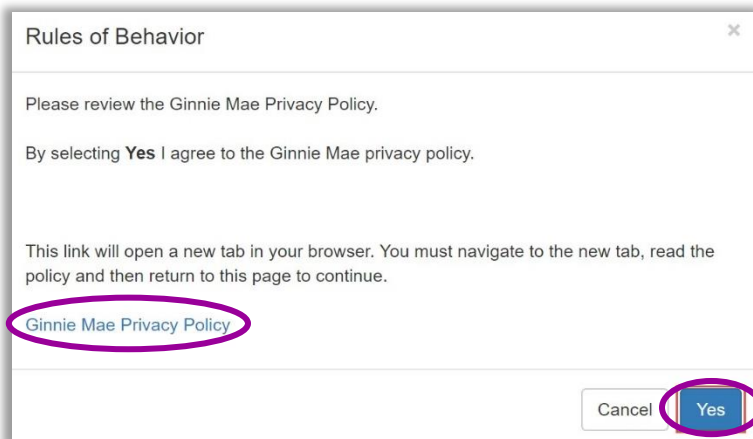 Rules of Behavior ×
Please review the Ginnie Mae Privacy Policy.
By selecting Yes I agree to the Ginnie Mae privacy policy.
This link will open a new tab in your browser. You must navigate to the new tab, read the
policy and then return to this page to continue.
Ginnie Mae Privacy Policy
Cancel Yes